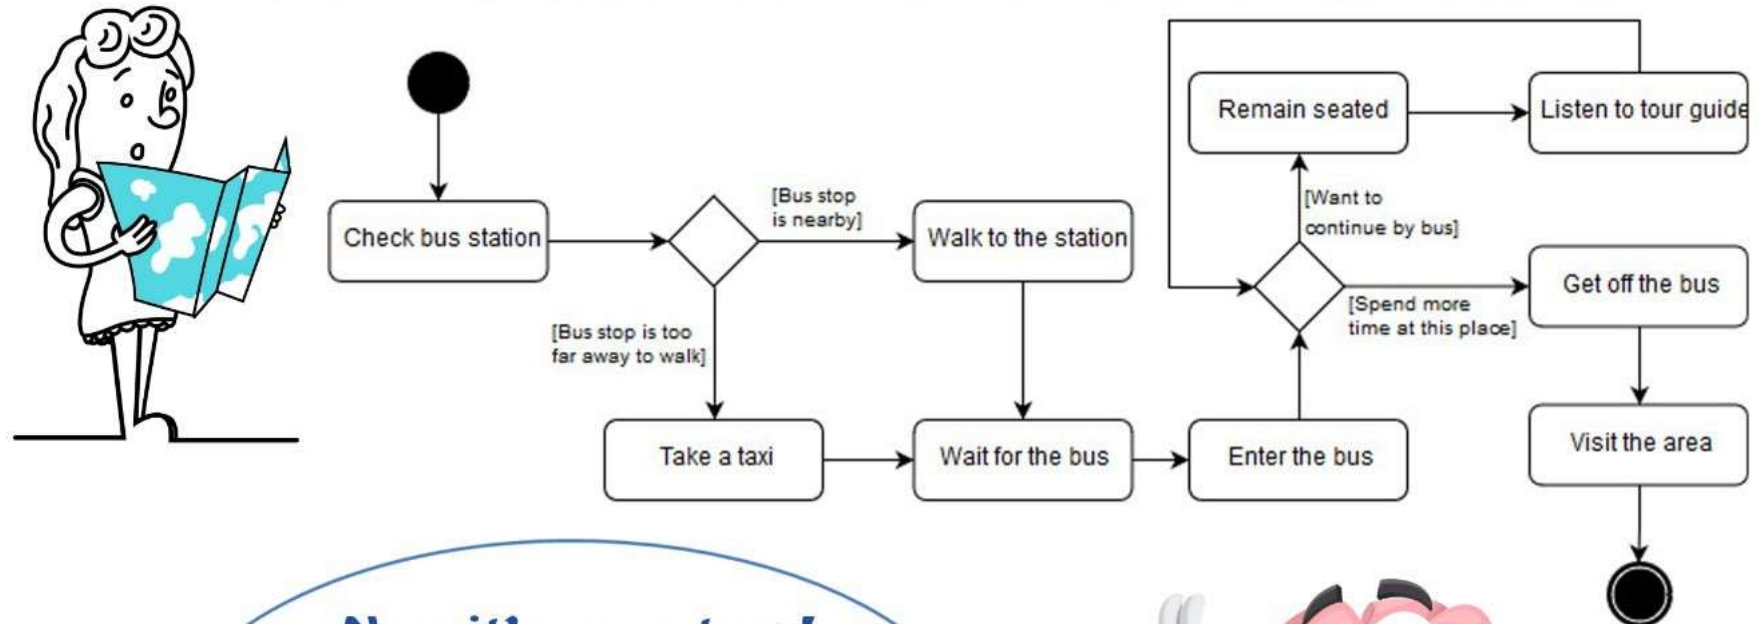 Remain seated
Listen to tour guide
[Bus stop
is nearby]
[Want to
continue by bus]
Check bus station
Walk to the station
Get off the bus
[Spend more
time at this place]
[Bus stop is too
far away to walk]
Take a taxi
Wait for the bus
Enter the bus
Visit the area